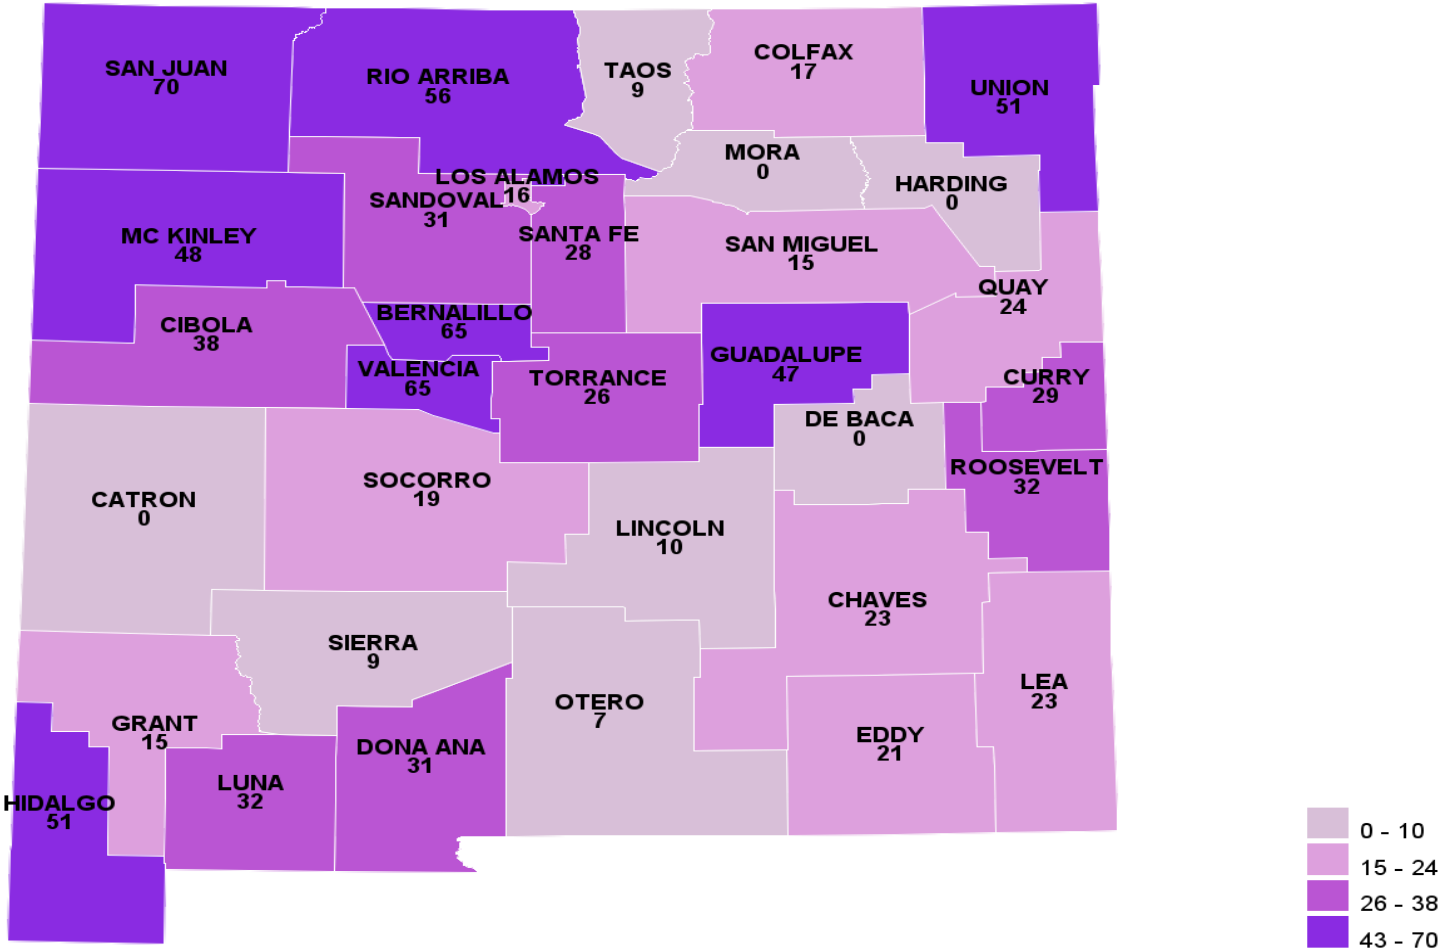 SAN JUAN
70
RIO ARRIBA
56
TAOS
9
COLFAX
17
UNION
51
MORA
0
HARDING
0
LOS ALAMOS
16
SANDOVAL
31
SANTA FE
28
MC KINLEY
48
SAN MIGUEL
15
QUAY
24
CIBOLA
38
BERNALILLO
65
VALENCIA
65
TORRANCE
26
GUADALUPE
47
CURRY
29
DE BACA
0
ROOSEVELT
32
CATRON
0
SOCORRO
19
LINCOLN
10
CHAVES
23
SIERRA
9
OTERO
7
LEA
23
GRANT
15
DONA ANA
31
EDDY
21
LUNA
32
HIDALGO
51
0 - 10
15 - 24
26 - 38
43 - 70